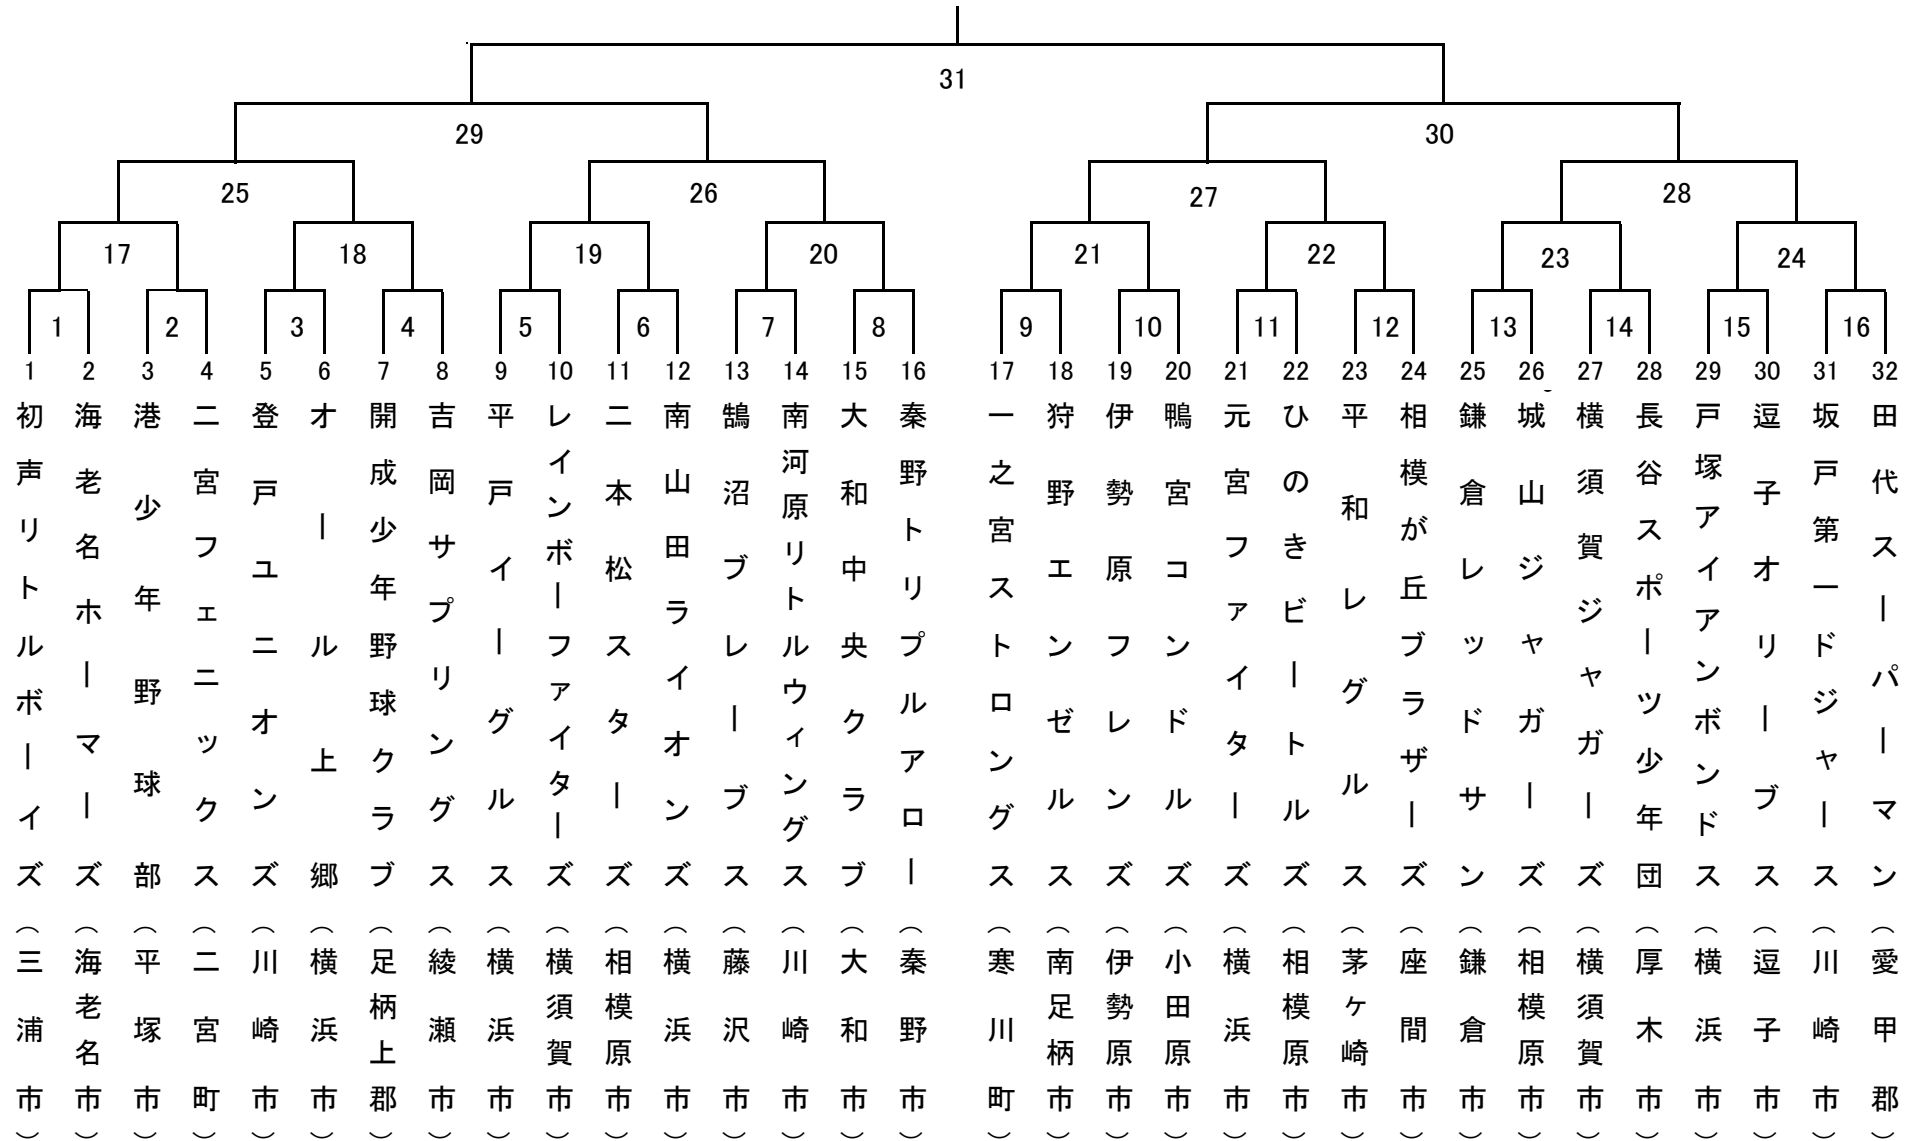 31
29
30
25
26
27
28
17
18
19
20
21
22
23
24
1
2
3
4
5
6
7
8
9
10
11
12
13
14
15
16
1 初声リトルボーイズ（三浦市）
2 海老名ホーマーズ（海老名市）
3 港少年野球部（平塚市）
4 二宮フェニックス（二宮町）
5 登戸ユニオンズ（川崎市）
6 オール上郷（横浜市）
7 開成少年野球クラブ（足柄上郡）
8 吉岡サプリングス（綾瀬市）
9 平戸イーグルス（横浜市）
10 レインボーファイターズ（横須賀市）
11 二本松スターズ（相模原市）
12 南山田ライオンズ（横浜市）
13 鵠沼ブレーブス（藤沢市）
14 南河原リトルウィングス（川崎市）
15 大和中央クラブ（大和市）
16 秦野トリプルアロー（秦野市）
17 一之宮ストロングス（寒川町）
18 狩野エンゼルス（南足柄市）
19 伊勢原フレンズ（伊勢原市）
20 鴨宮コンドルズ（小田原市）
21 元宮ファイターズ（横浜市）
22 ひのきビートルズ（相模原市）
23 平和レグルス（茅ヶ崎市）
24 相模が丘ブラザーズ（座間市）
25 鎌倉レッドサン（鎌倉市）
26 城山ジャガーズ（相模原市）
27 横須賀ジャガーズ（横須賀市）
28 長谷スポーツ少年団（厚木市）
29 戸塚アイアンボンドス（横浜市）
30 逗子オリーブス（逗子市）
31 坂戸第一ドジャース（川崎市）
32 田代スーパーマン（愛甲郡）